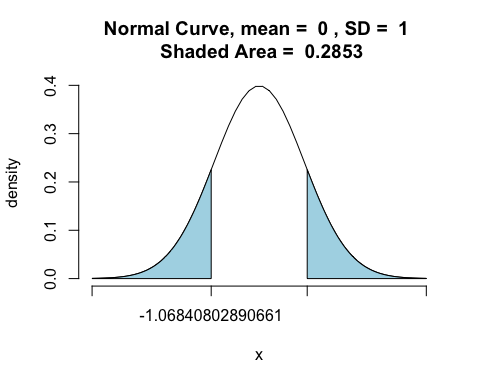 Normal Curve, mean =  0 , SD =  1
Shaded Area =  0.2853
density
0.4
0.3
0.2
0.1
0.0
-1.06840802890661
x